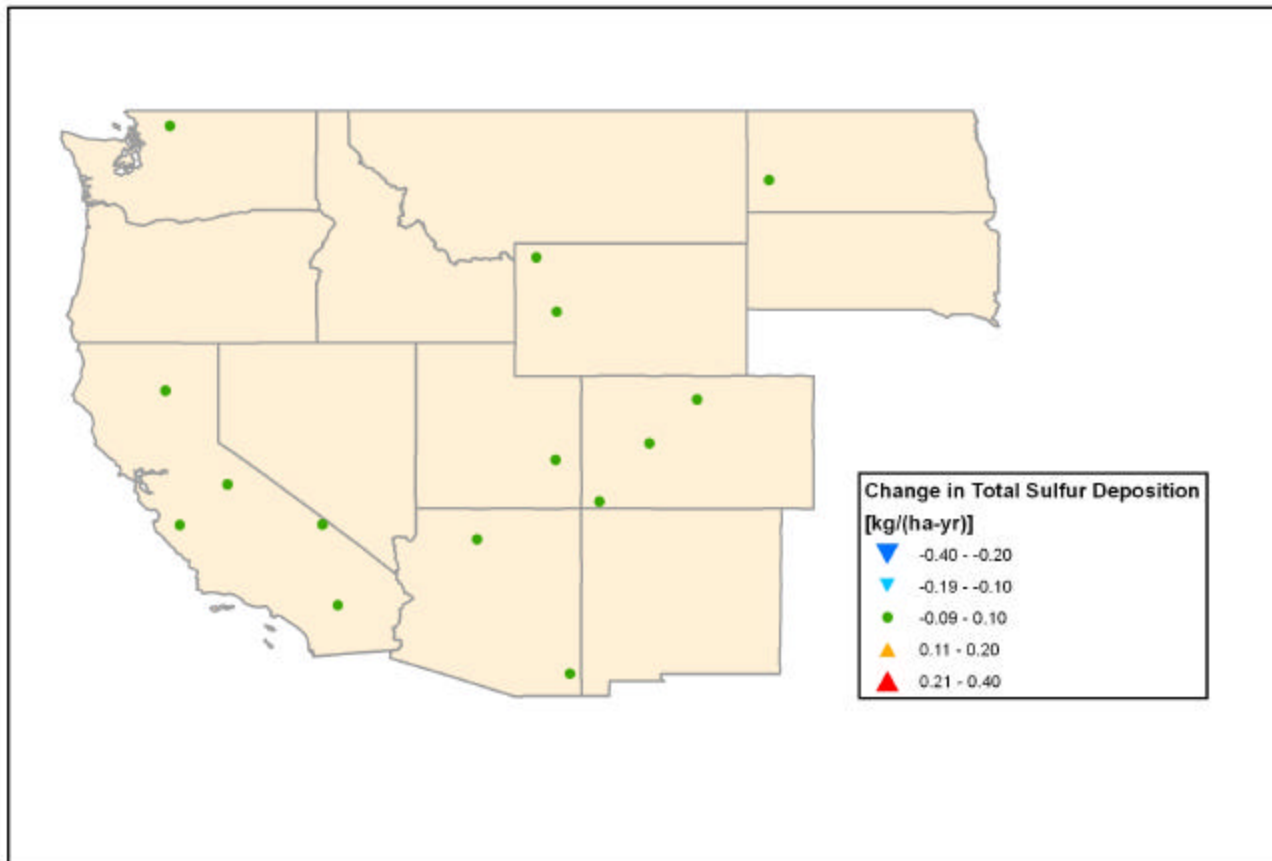 Change in Total Sulfur Deposition
[kg/(ha-yr)]
-0.40 - -0.20
-0.19 - -0.10
-0.09 - 0.10
0.11 - 0.20
0.21 - 0.40